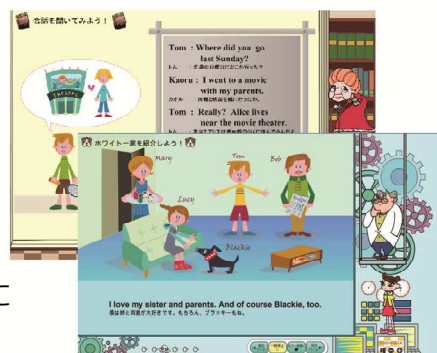 会話を聞いてみよう！
THEATER
Tom : Where did you go
last Sunday?
Kaoru : I went to a movie
with my parents.
Tom : Really? Alice lives
near the movie theater.
ホワイト一家を紹介しよう！
Mary
Tom
Bob
Lucy
Blackie
I love my sister and parents. And of course Blackie, too.
僕は姉と両親が大好きです。もちろん、ブラッキーもね。
に